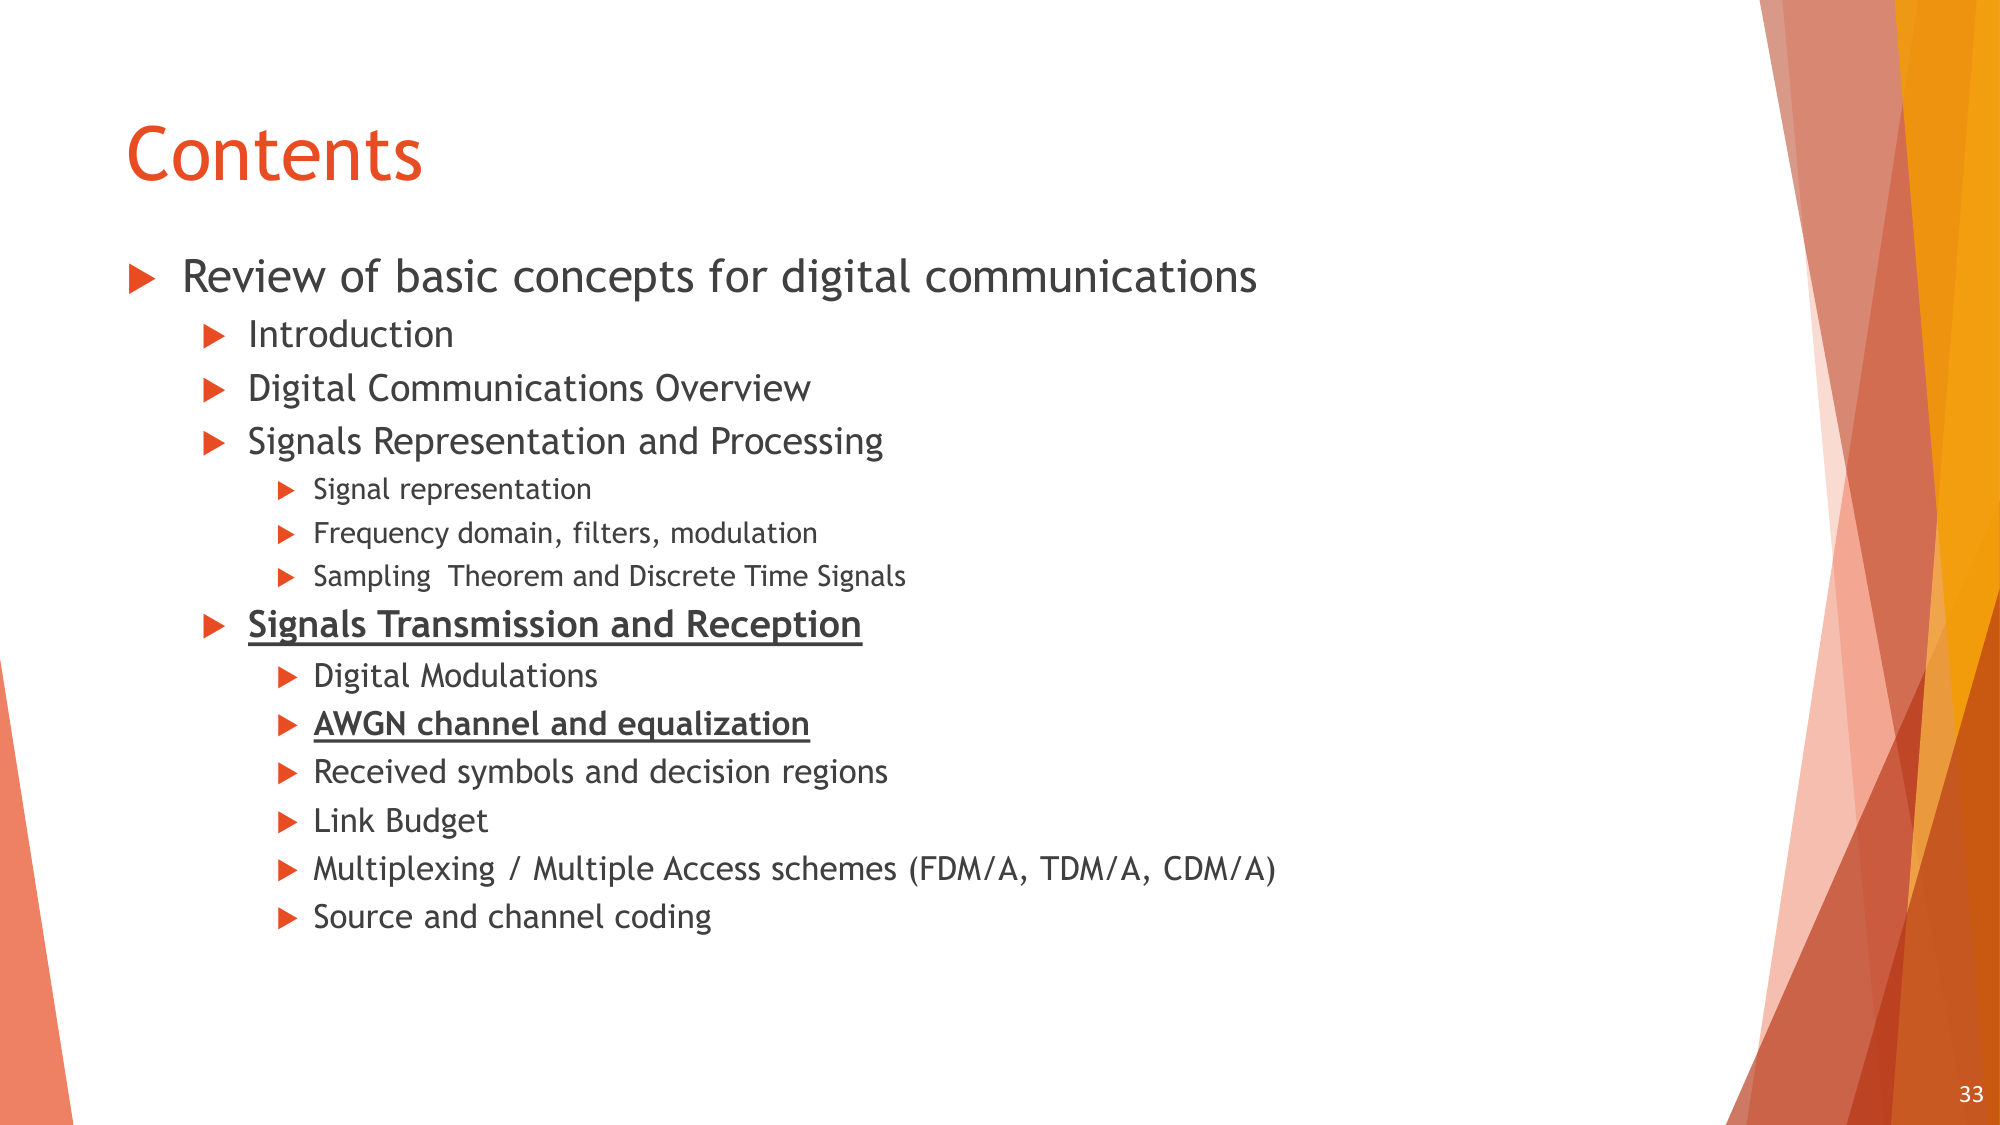 Contents
Review of basic concepts for digital communications
Introduction
Digital Communications Overview
Signals Representation and Processing
Signal representation
Frequency domain, filters, modulation
Sampling  Theorem and Discrete Time Signals
Signals Transmission and Reception
Digital Modulations
AWGN channel and equalization
Received symbols and decision regions
Link Budget
Multiplexing / Multiple Access schemes (FDM/A, TDM/A, CDM/A)
Source and channel coding
33